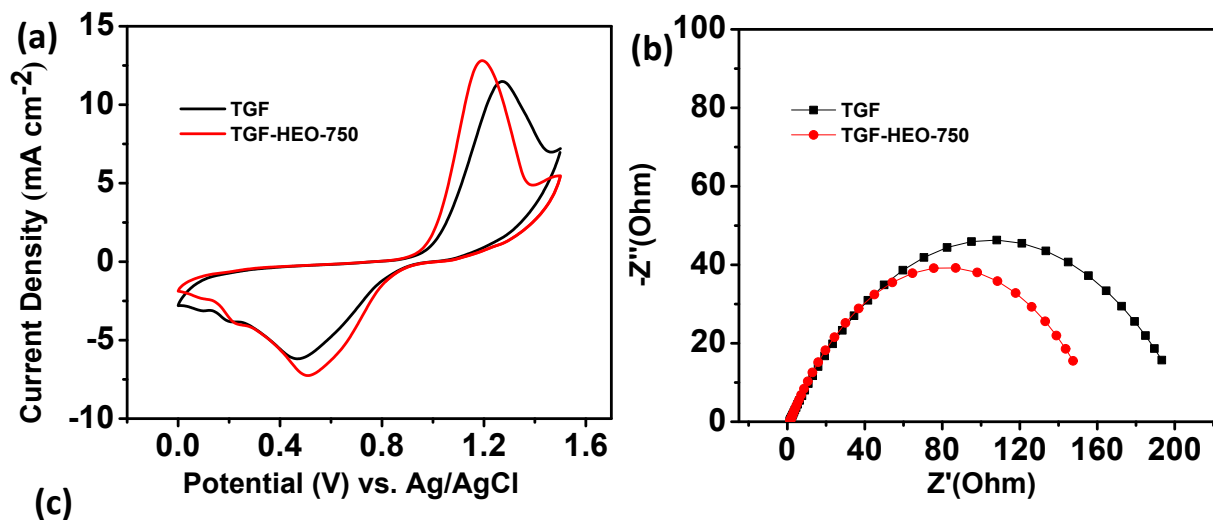 (a)
Current Density (mA cm-2)
15
10
5
0
-5
-10
TGF
TGF-HEO-750
0.0 0.4 0.8 1.2 1.6
Potential (V) vs. Ag/AgCl
(b)
-Z''(Ohm)
100
80
60
40
20
0
TGF
TGF-HEO-750
0 40 80 120 160 200
Z'(Ohm)
(c)